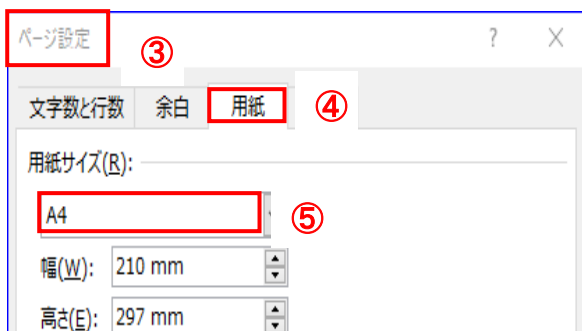 ページ設定 ? ×
③
文字数と行数 余白 用紙 ④
用紙サイズ(R):
A4 ⑤
幅(W): 210 mm
高さ(E): 297 mm